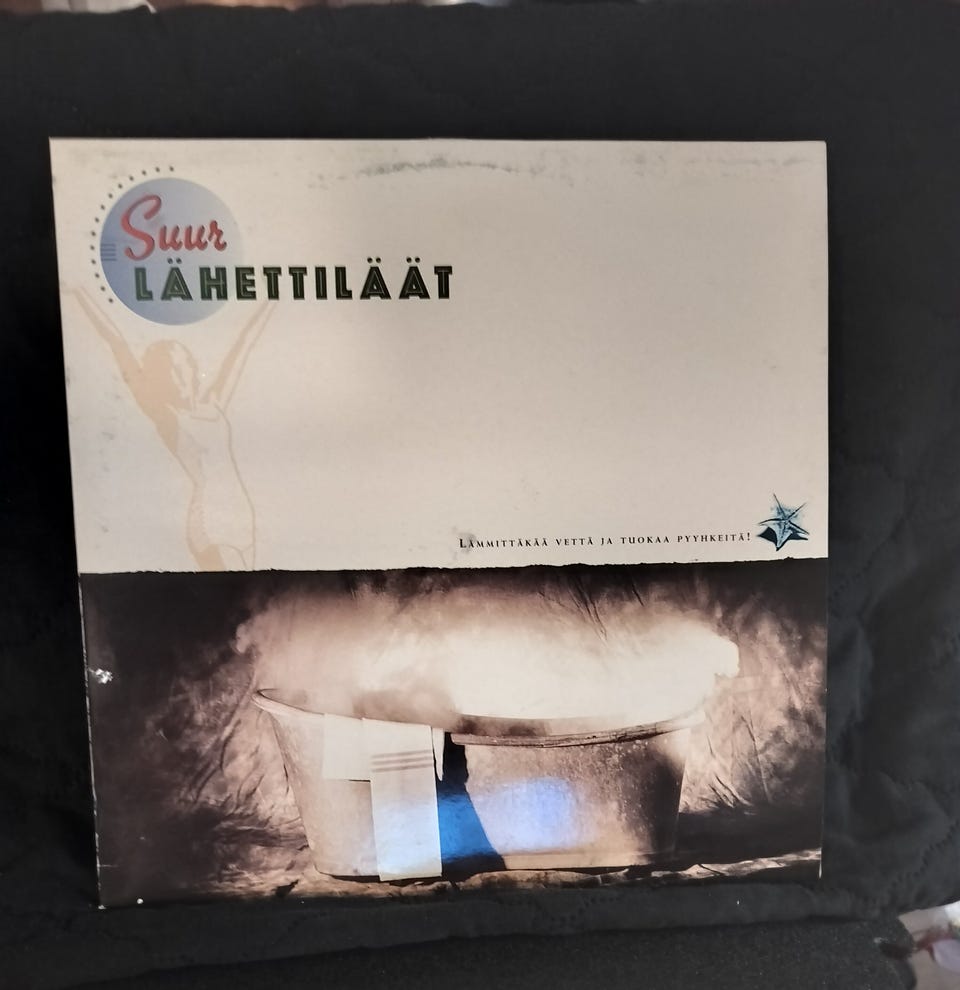 Suur
LÄHETTILÄÄT
LÄMMITTÄKÄÄ VETTÄ JA TUOKAA PYYHKEITÄ!